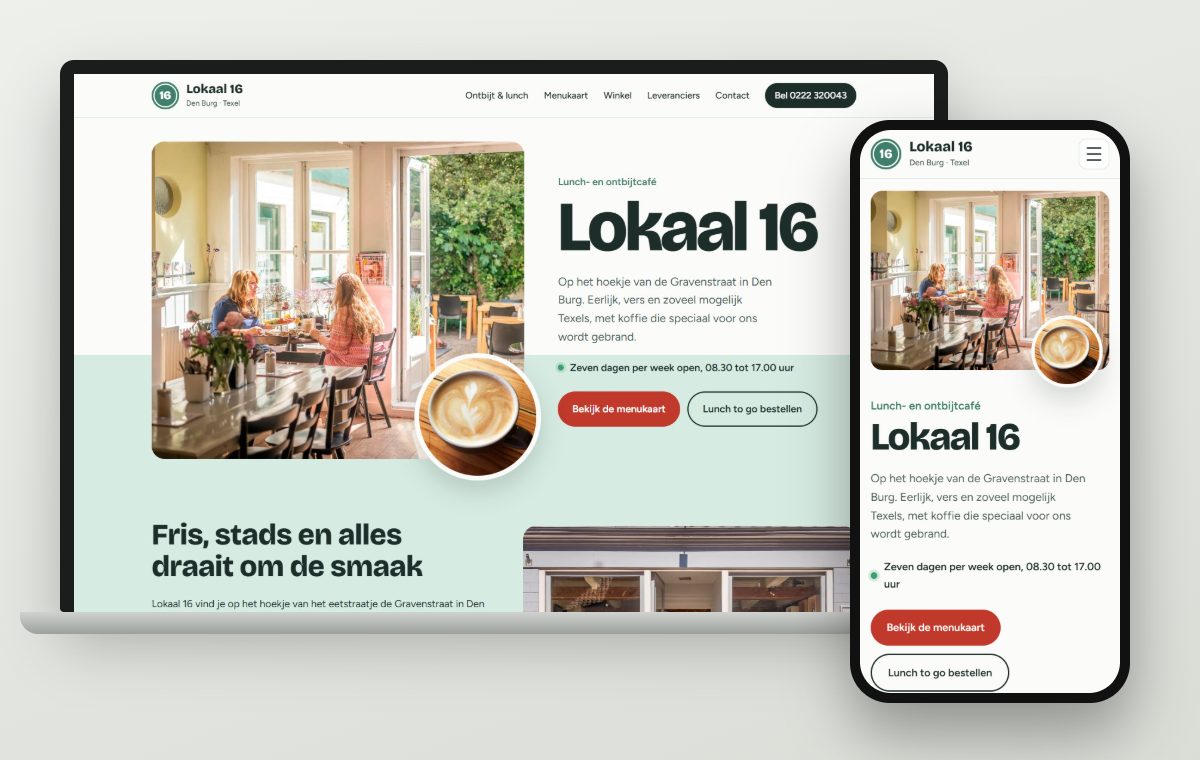 16
Lokaal 16
Den Burg · Texel
Ontbijt & lunch
Menukaart
Winkel
Leveranciers
Contact
Bel 0222 320043
Lunch- en ontbijtcafé
Lokaal 16
Op het hoekje van de Gravenstraat in Den
Burg. Eerlijk, vers en zoveel mogelijk
Texels, met koffie die speciaal voor ons
wordt gebrand.
Zeven dagen per week open, 08.30 tot 17.00 uur
Bekijk de menukaart
Lunch to go bestellen
Fris, stads en alles
draait om de smaak
Lokaal 16 vind je op het hoekje van het eetstraatje de Gravenstraat in Den
16
Lokaal 16
Den Burg · Texel
Lunch- en ontbijtcafé
Lokaal 16
Op het hoekje van de Gravenstraat in Den
Burg. Eerlijk, vers en zoveel mogelijk
Texels, met koffie die speciaal voor ons
wordt gebrand.
Zeven dagen per week open, 08.30 tot 17.00
uur
Bekijk de menukaart
Lunch to go bestellen